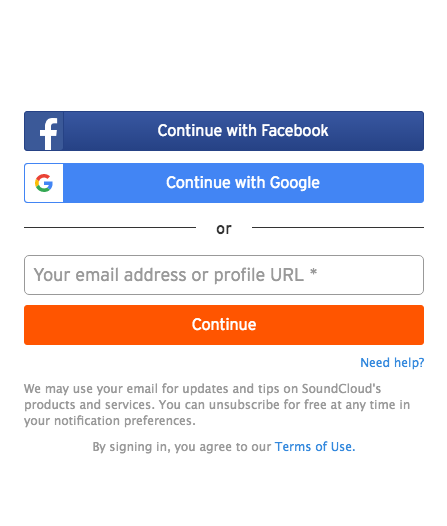 Continue with Facebook
Continue with Google
or
Your email address or profile URL *
Continue
Need help?
We may use your email for updates and tips on SoundCloud's
products and services. You can unsubscribe for free at any time in
your notification preferences.
By signing in, you agree to our Terms of Use.